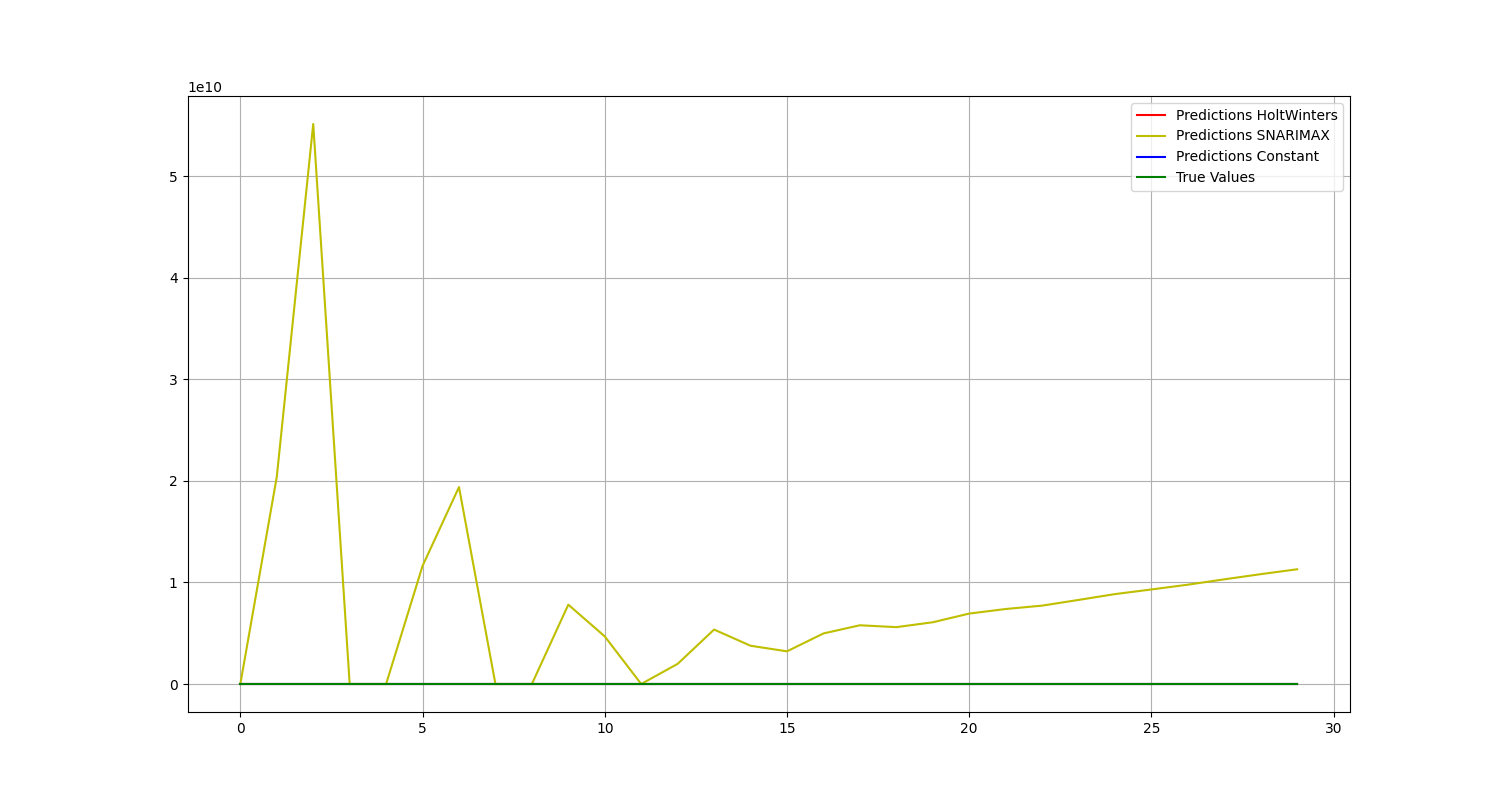 1e10
Predictions HoltWinters
Predictions SNARIMAX
Predictions Constant
True Values
5
4
3
2
1
0
0 5 10 15 20 25 30